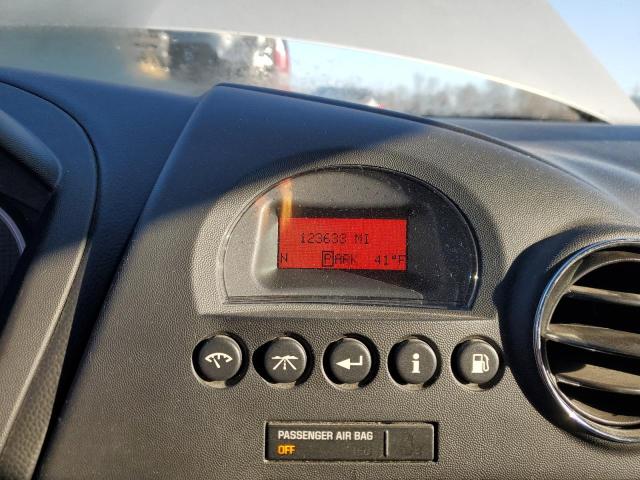 123633 MI
N PARK 41°F
i
PASSENGER AIR BAG
OFF